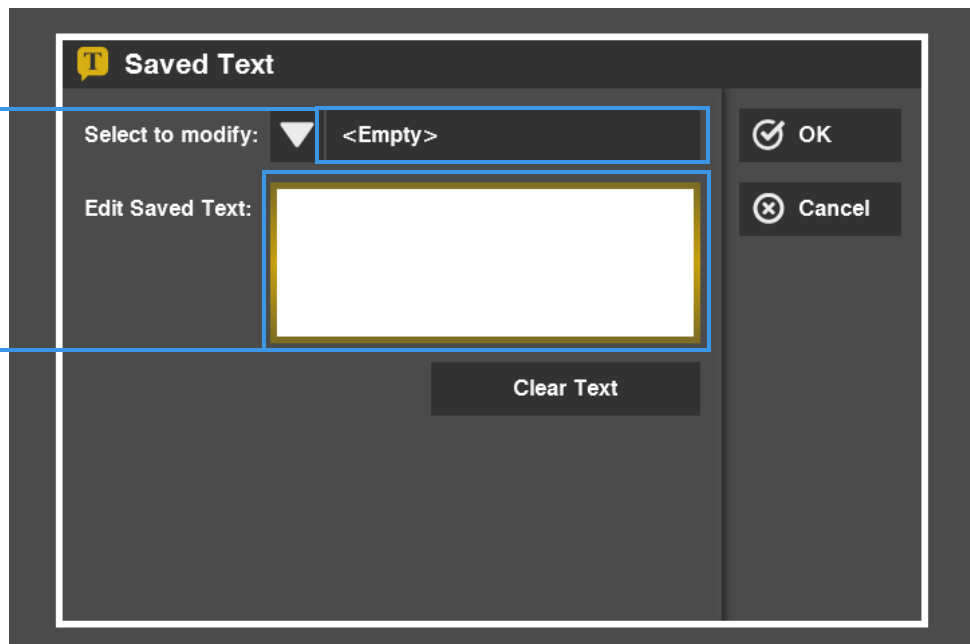 T Saved Text
Select to modify: <Empty>
OK
Edit Saved Text:
Cancel
Clear Text